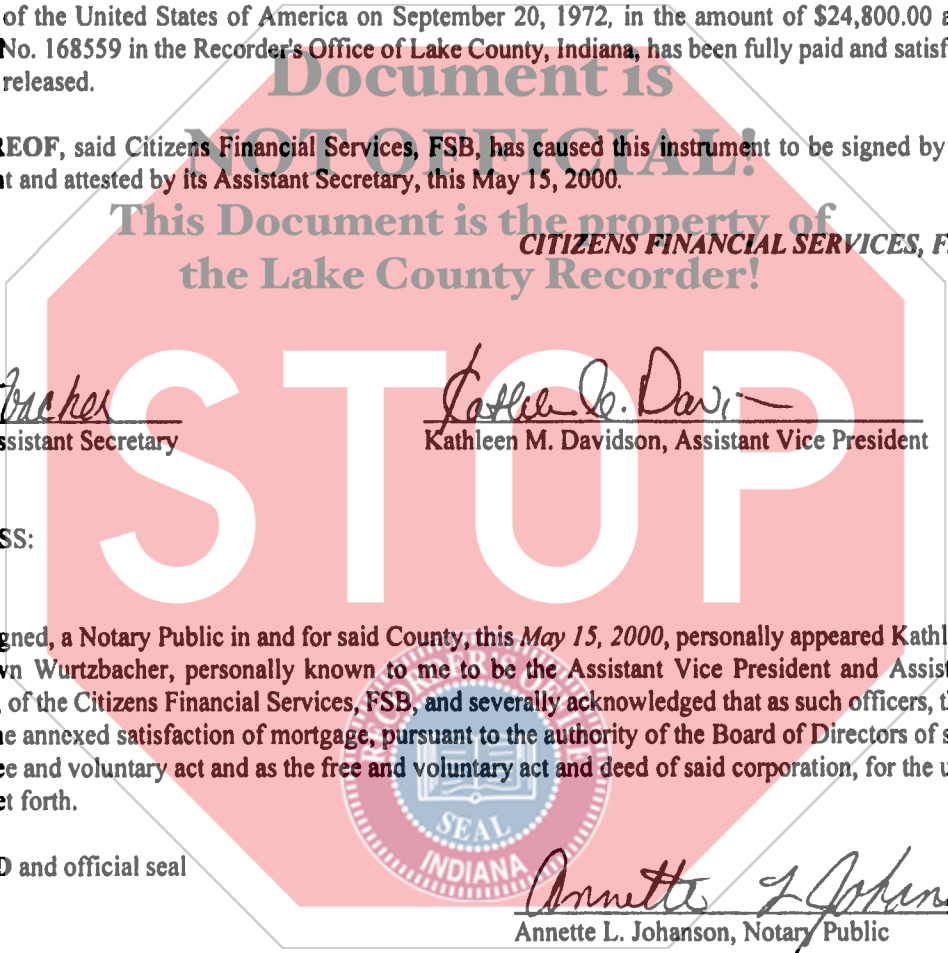 of the United States of America on September 20, 1972, in the amount of $24,800.00 a
No. 168559 in the Recorder's Office of Lake County, Indiana, has been fully paid and satisf
released.
Document is
NOT OFFICIAL!
REOF, said Citizens Financial Services, FSB, has caused this instrument to be signed by
t and attested by its Assistant Secretary, this May 15, 2000.
This Document is the property of
the Lake County Recorder!
CITIZENS FINANCIAL SERVICES, F
STOP
bacher
Kathleen M. Davi
ssistant Secretary
Kathleen M. Davidson, Assistant Vice President
SS:
gned, a Notary Public in and for said County, this May 15, 2000, personally appeared Kathl
wn Wurtzbacher, personally known to me to be the Assistant Vice President and Assist
, of the Citizens Financial Services, FSB, and severally acknowledged that as such officers, t
e annexed satisfaction of mortgage, pursuant to the authority of the Board of Directors of s
ee and voluntary act and as the free and voluntary act and deed of said corporation, for the u
et forth.
SEAL
INDIANA
D and official seal
Annette L Johan
Annette L. Johanson, Notary Public